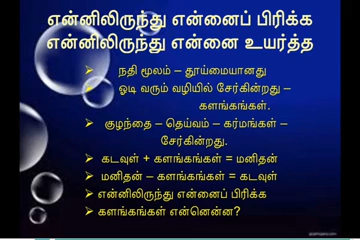 என்னிலிருந்து என்னைப் பிரிக்க
என்னிலிருந்து என்னை உயர்த்த
நதி மூலம் – தூய்மையானது
ஓடி வரும் வழியில் சேர்கின்றது –
களங்கங்கள்.
குழந்தை – தெய்வம் – கர்மங்கள் –
சேர்கின்றது.
கடவுள் + களங்கங்கள் = மனிதன்
மனிதன் – களங்கங்கள் = கடவுள்
என்னிலிருந்து என்னைப் பிரிக்க
களங்கங்கள் என்னென்ன?